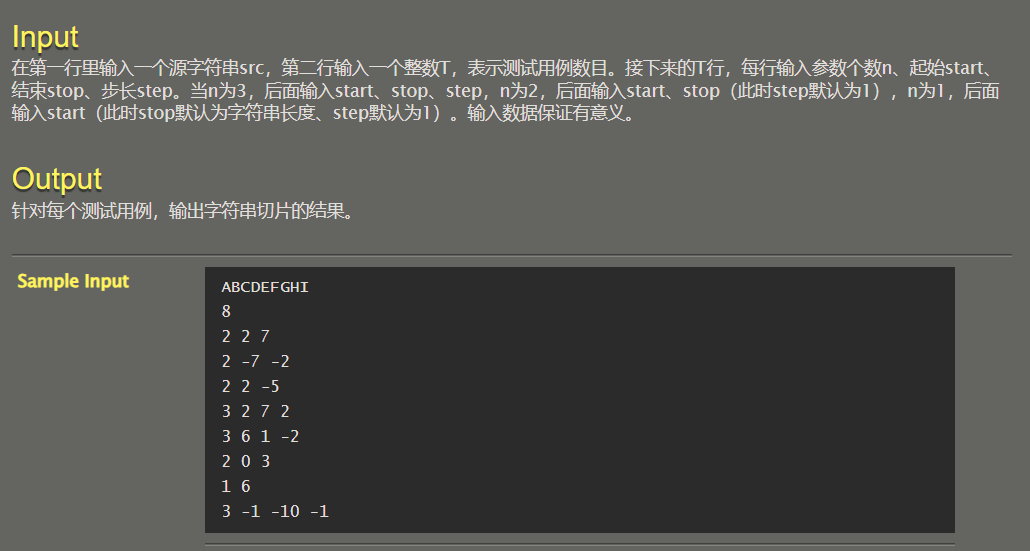 Input
在第一行里输入一个源字符串src，第二行输入一个整数T，表示测试用例数目。接下来的T行，每行输入参数个数n、起始start、
结束stop、步长step。当n为3，后面输入start、stop、step，n为2，后面输入start、stop（此时step默认为1），n为1，后面
输入start（此时stop默认为字符串长度、step默认为1）。输入数据保证有意义。
Output
针对每个测试用例，输出字符串切片的结果。
Sample Input
ABCDEFGHI
8
2 2 7
2 -7 -2
2 2 -5
3 2 7 2
3 6 1 -2
2 0 3
1 6
3 -1 -10 -1